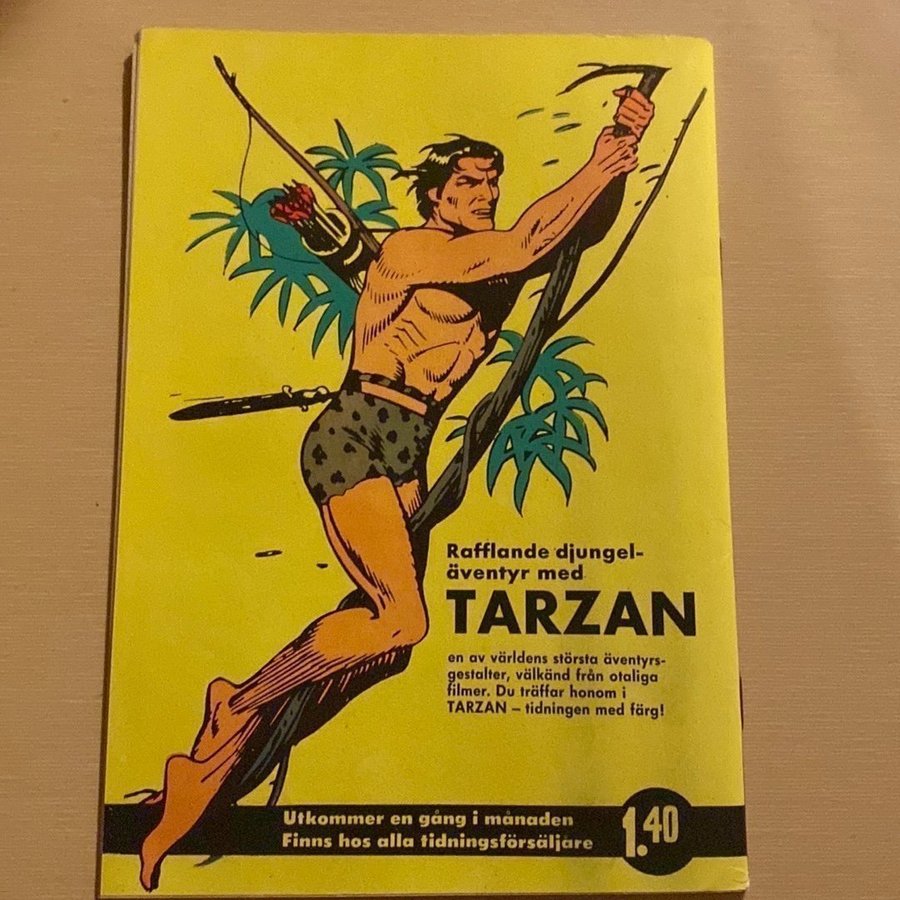 Rafflande djungel-
äventyr med
TARZAN
en av världens största äventyrs-
gestalter, välkänd från otaliga
filmer. Du träffar honom i
TARZAN – tidningen med färg!
Utkommer en gång i månaden
Finns hos alla tidningsförsäljare
1.40